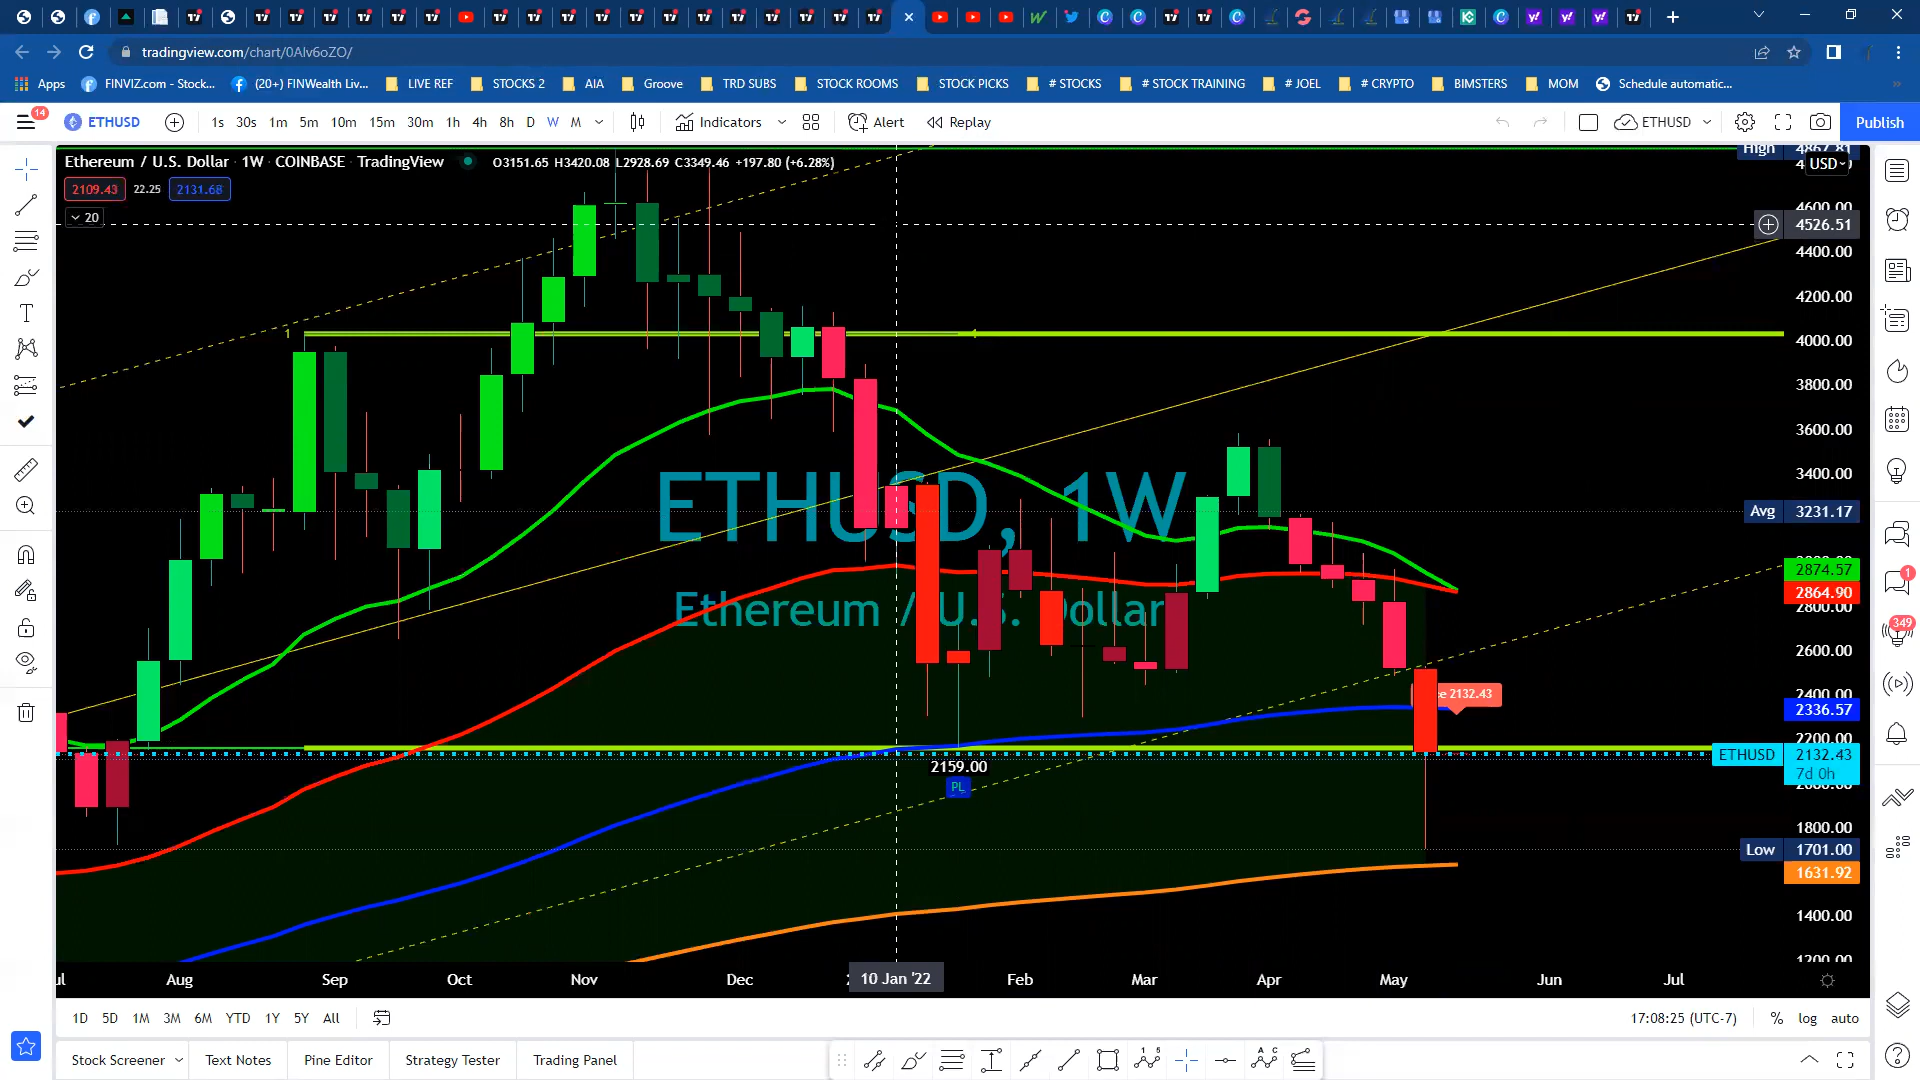 tradingview.com/chart/0Alv6oZO/
Apps
FINVIZ.com - Stock...
(20+) FINWealth Liv...
LIVE REF
STOCKS 2
AIA
Groove
TRD SUBS
STOCK ROOMS
STOCK PICKS
# STOCKS
# STOCK TRAINING
# JOEL
# CRYPTO
BIMSTERS
MOM
Schedule automatic...
14
ETHUSD
1s 30s 1m 5m 10m 15m 30m 1h 4h 8h D W M
Indicators
Alert
Replay
ETHUSD
Publish
Ethereum / U.S. Dollar · 1W · COINBASE · TradingView
O3151.65 H3420.08 L2928.69 C3349.46 +197.80 (+6.28%)
High 4867.81
USD
2109.43 22.25 2131.68
20
4600.00
4526.51
4400.00
4200.00
1
4000.00
3800.00
3600.00
3400.00
ETHUSD, 1W
Avg 3231.17
2874.57
2864.90
Ethereum / U.S. Dollar
2800.00
2600.00
2132.43
2400.00
2336.57
2200.00
ETHUSD 2132.43
7d 0h
2159.00
PL
1800.00
Low 1701.00
1631.92
1400.00
1200.00
Aug Sep Oct Nov Dec 10 Jan '22 Feb Mar Apr May Jun Jul
1
349
1D 5D 1M 3M 6M YTD 1Y 5Y All
17:08:25 (UTC-7)
% log auto
Stock Screener
Text Notes
Pine Editor
Strategy Tester
Trading Panel